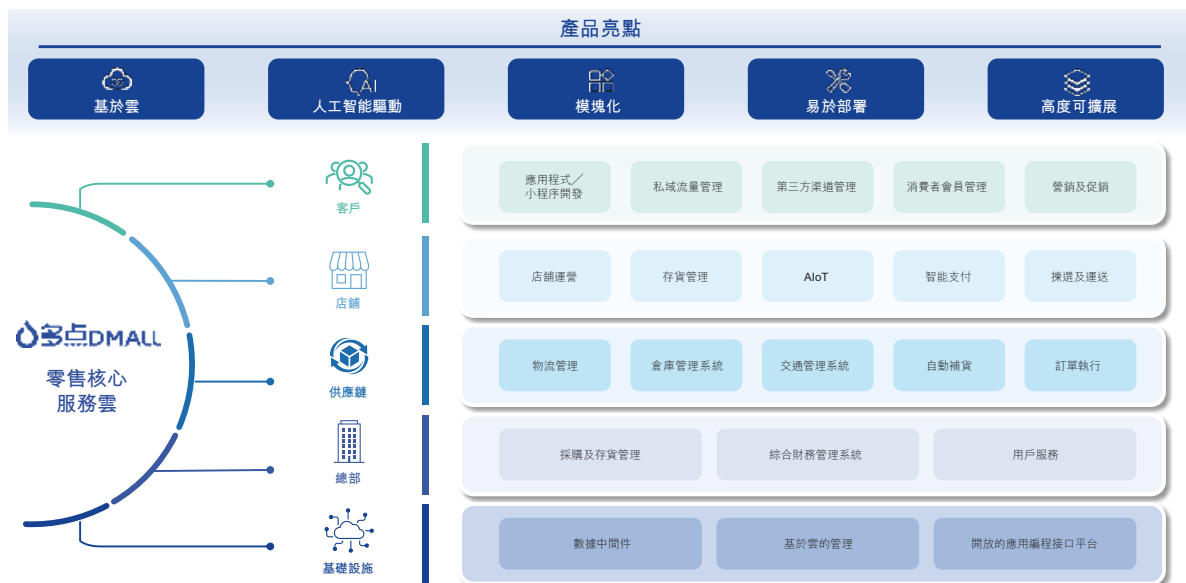 產品亮點
基於雲
AI
人工智能驅動
模塊化
易於部署
高度可擴展
多点DMALL
零售核心
服務雲
客戶
應用程式／
小程序開發
私域流量管理
第三方渠道管理
消費者會員管理
營銷及促銷
店鋪
店鋪運營
存貨管理
AIoT
智能支付
揀選及運送
供應鏈
物流管理
倉庫管理系統
交通管理系統
自動補貨
訂單執行
總部
採購及存貨管理
綜合財務管理系統
用戶服務
基礎設施
數據中間件
基於雲的管理
開放的應用編程接口平台